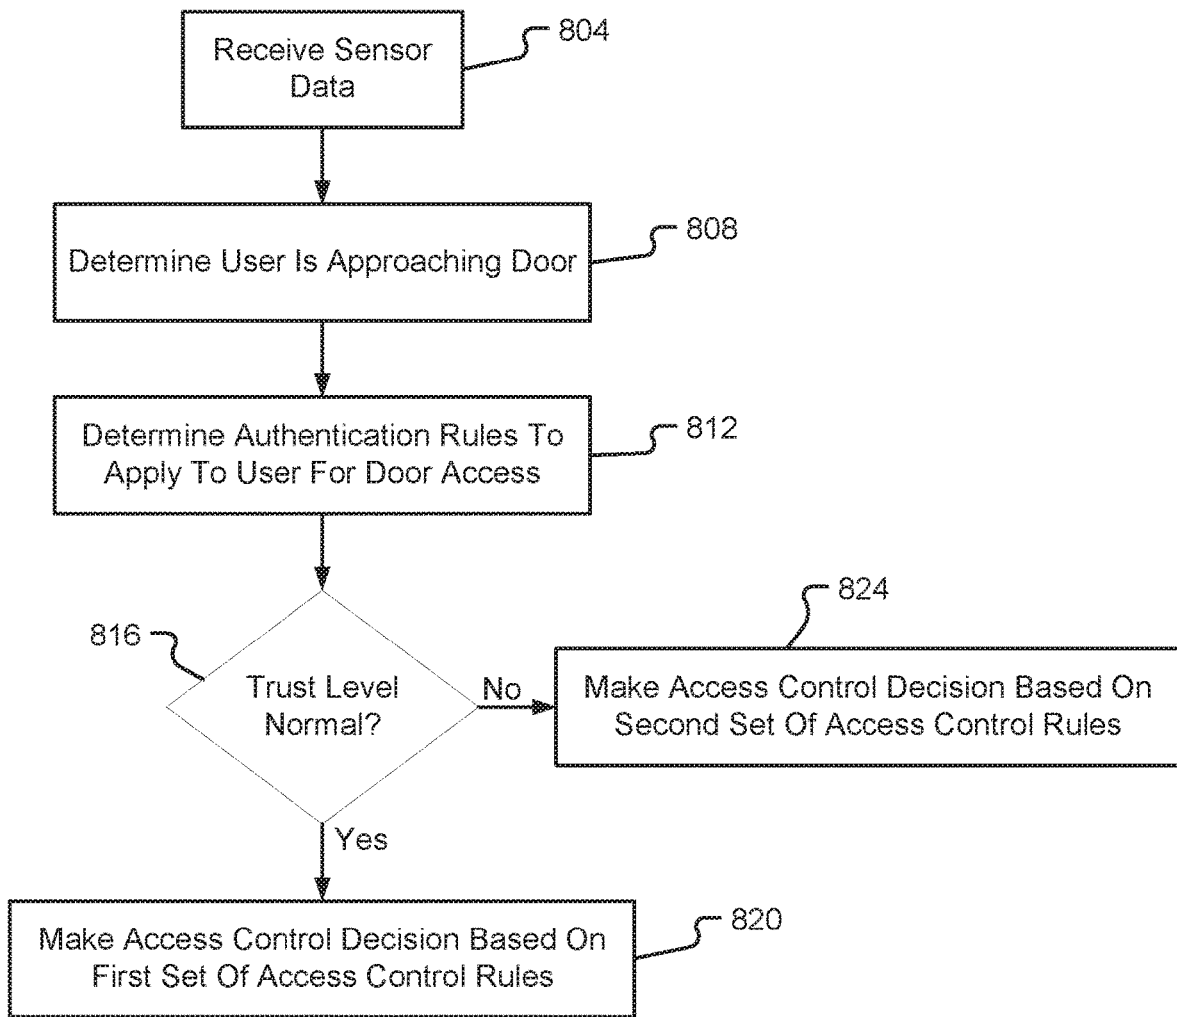 Receive Sensor
Data
804
Determine User Is Approaching Door
808
Determine Authentication Rules To
Apply To User For Door Access
812
816
Trust Level
Normal?
No
824
Make Access Control Decision Based On
Second Set Of Access Control Rules
Yes
Make Access Control Decision Based On
First Set Of Access Control Rules
820